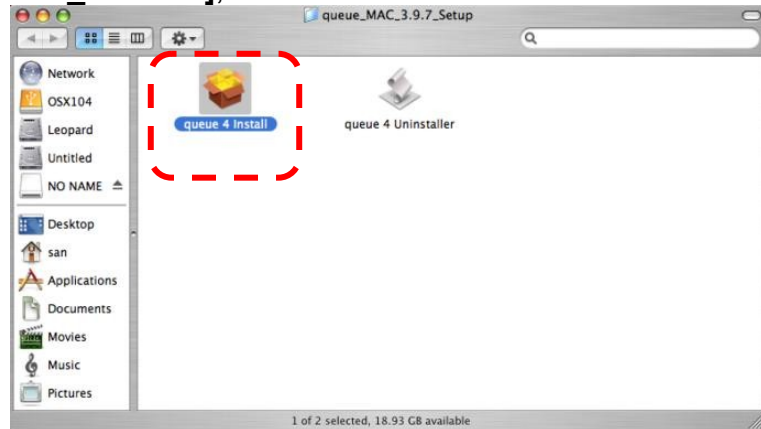 queue_MAC_3.9.7_Setup
Network
OSX104
Leopard
Untitled
NO NAME
Desktop
san
Applications
Documents
Movies
Music
Pictures
queue 4 Install
queue 4 Uninstaller
1 of 2 selected, 18.93 GB available